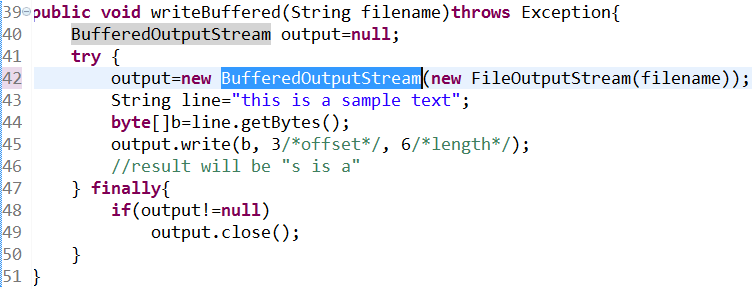 39 public void writeBuffered(String filename)throws Exception{
40     BufferedOutputStream output=null;
41     try {
42         output=new BufferedOutputStream(new FileOutputStream(filename));
43         String line="this is a sample text";
44         byte[]b=line.getBytes();
45         output.write(b, 3/*offset*/, 6/*length*/);
46         //result will be "s is a"
47     } finally{
48         if(output!=null)
49             output.close();
50     }
51 }